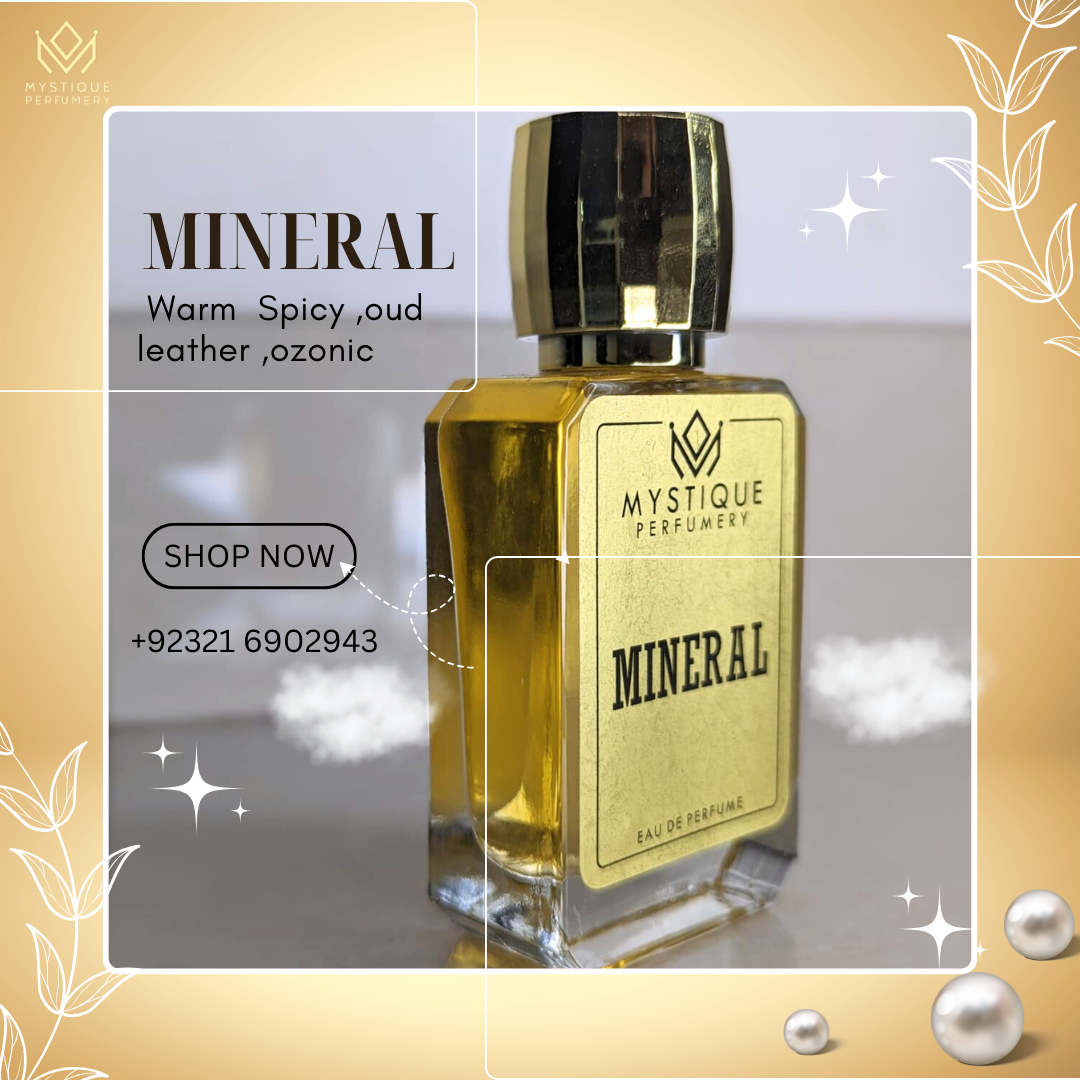 MYSTIQUE
PERFUMERY
MINERAL
Warm Spicy ,oud
leather ,ozonic
SHOP NOW
+92321 6902943
MYSTIQUE
PERFUMERY
MINERAL
EAU DE PERFUME